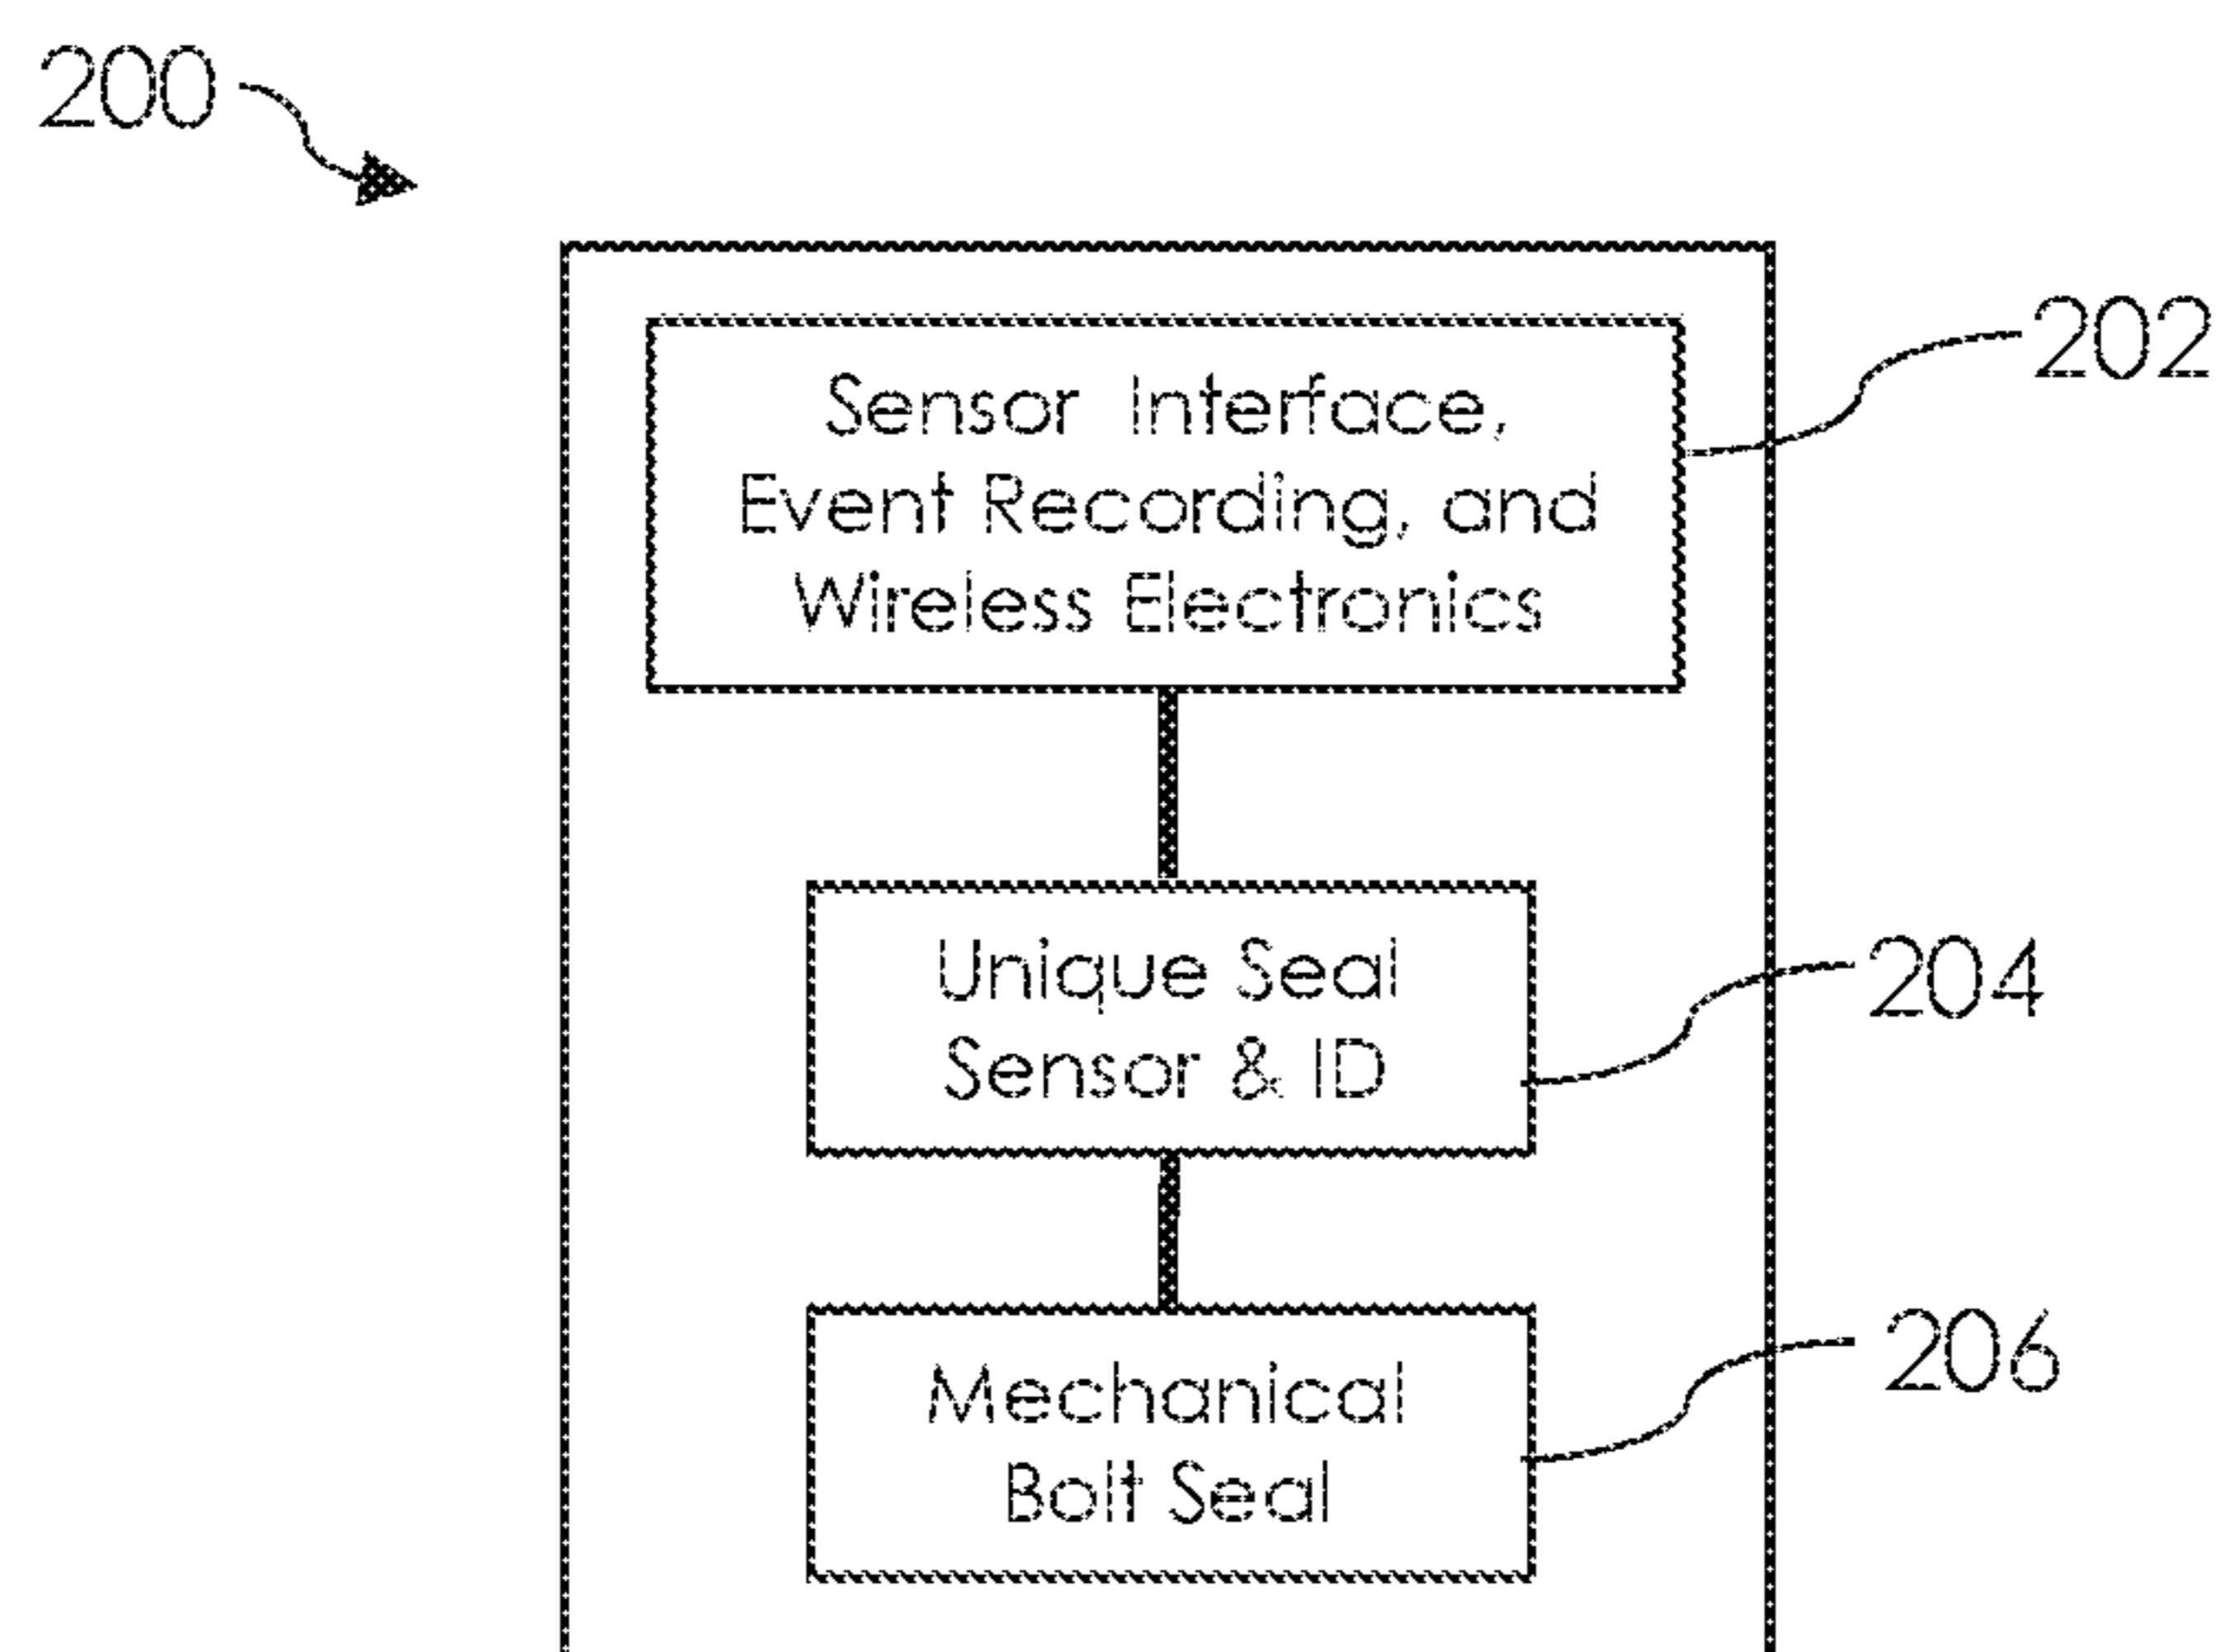 200
202
Sensor Interface,
Event Recording, and
Wireless Electronics
204
Unique Seal
Sensor & ID
206
Mechanical
Bolt Seal